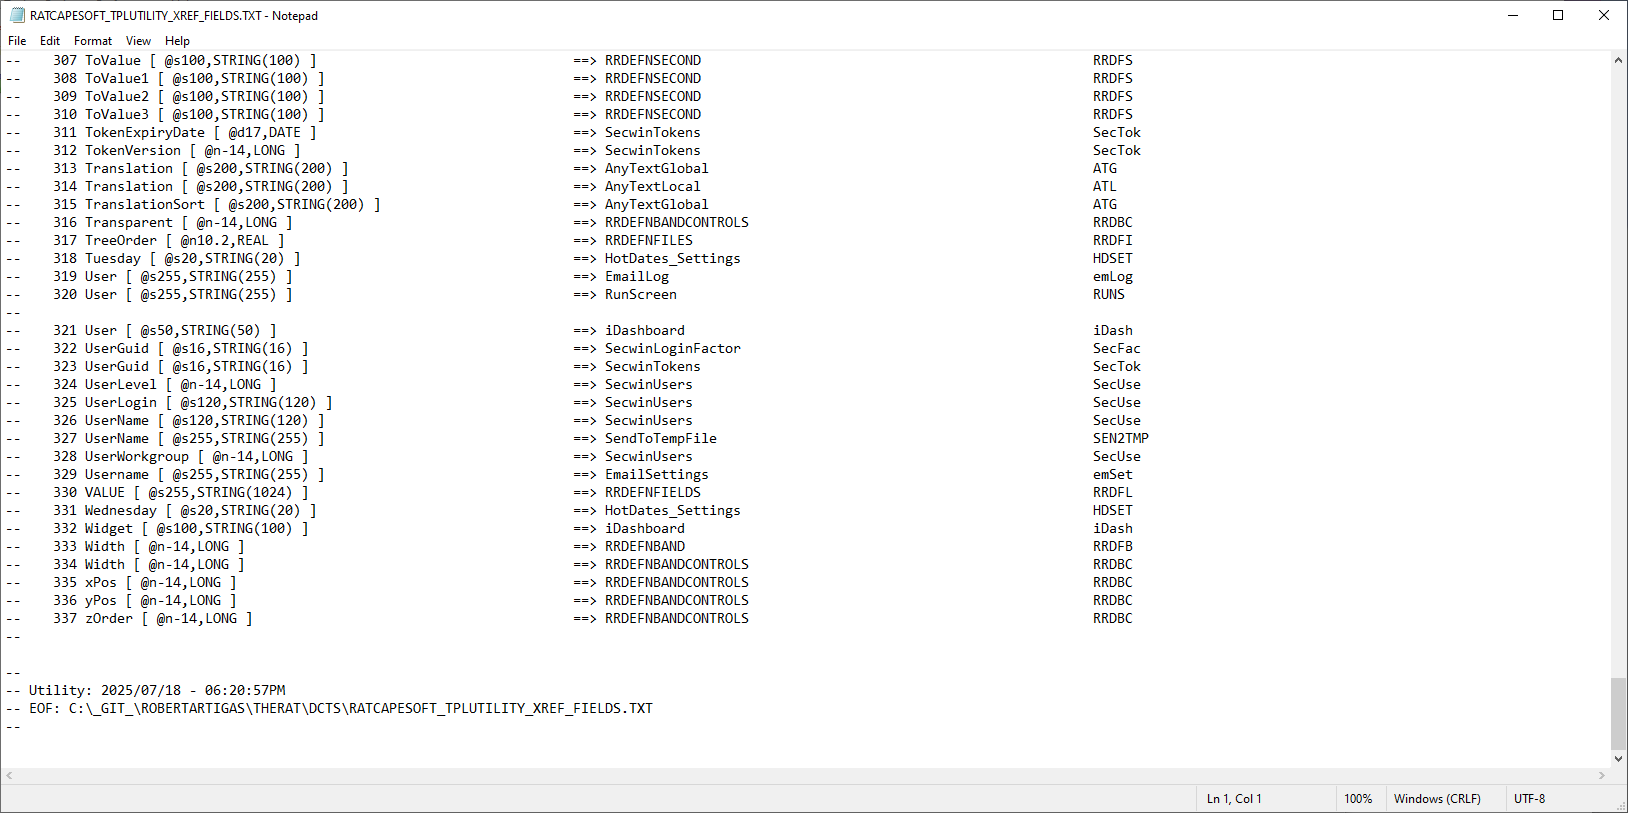 RATCAPESOFT_TPLUTILITY_XREF_FIELDS.TXT - Notepad
File Edit Format View Help
-- 307 ToValue [ @s100,STRING(100) ] ==> RRDEFNSECOND RRDFS
-- 308 ToValue1 [ @s100,STRING(100) ] ==> RRDEFNSECOND RRDFS
-- 309 ToValue2 [ @s100,STRING(100) ] ==> RRDEFNSECOND RRDFS
-- 310 ToValue3 [ @s100,STRING(100) ] ==> RRDEFNSECOND RRDFS
-- 311 TokenExpiryDate [ @d17,DATE ] ==> SecwinTokens SecTok
-- 312 TokenVersion [ @n-14,LONG ] ==> SecwinTokens SecTok
-- 313 Translation [ @s200,STRING(200) ] ==> AnyTextGlobal ATG
-- 314 Translation [ @s200,STRING(200) ] ==> AnyTextLocal ATL
-- 315 TranslationSort [ @s200,STRING(200) ] ==> AnyTextGlobal ATG
-- 316 Transparent [ @n-14,LONG ] ==> RRDEFNBANDCONTROLS RRDBC
-- 317 TreeOrder [ @n10.2,REAL ] ==> RRDEFNFILES RRDFI
-- 318 Tuesday [ @s20,STRING(20) ] ==> HotDates_Settings HDSET
-- 319 User [ @s255,STRING(255) ] ==> EmailLog emLog
-- 320 User [ @s255,STRING(255) ] ==> RunScreen RUNS
--
-- 321 User [ @s50,STRING(50) ] ==> iDashboard iDash
-- 322 UserGuid [ @s16,STRING(16) ] ==> SecwinLoginFactor SecFac
-- 323 UserGuid [ @s16,STRING(16) ] ==> SecwinTokens SecTok
-- 324 UserLevel [ @n-14,LONG ] ==> SecwinUsers SecUse
-- 325 UserLogin [ @s120,STRING(120) ] ==> SecwinUsers SecUse
-- 326 UserName [ @s120,STRING(120) ] ==> SecwinUsers SecUse
-- 327 UserName [ @s255,STRING(255) ] ==> SendToTempFile SEN2TMP
-- 328 UserWorkgroup [ @n-14,LONG ] ==> SecwinUsers SecUse
-- 329 Username [ @s255,STRING(255) ] ==> EmailSettings emSet
-- 330 VALUE [ @s255,STRING(1024) ] ==> RRDEFNFIELDS RRDFL
-- 331 Wednesday [ @s20,STRING(20) ] ==> HotDates_Settings HDSET
-- 332 Widget [ @s100,STRING(100) ] ==> iDashboard iDash
-- 333 Width [ @n-14,LONG ] ==> RRDEFNBAND RRDFB
-- 334 Width [ @n-14,LONG ] ==> RRDEFNBANDCONTROLS RRDBC
-- 335 xPos [ @n-14,LONG ] ==> RRDEFNBANDCONTROLS RRDBC
-- 336 yPos [ @n-14,LONG ] ==> RRDEFNBANDCONTROLS RRDBC
-- 337 zOrder [ @n-14,LONG ] ==> RRDEFNBANDCONTROLS RRDBC
--
--
-- Utility: 2025/07/18 - 06:20:57PM
-- EOF: C:\_GIT_\ROBERTARTIGAS\THERAT\DCTS\RATCAPESOFT_TPLUTILITY_XREF_FIELDS.TXT
--
Ln 1, Col 1 100% Windows (CRLF) UTF-8